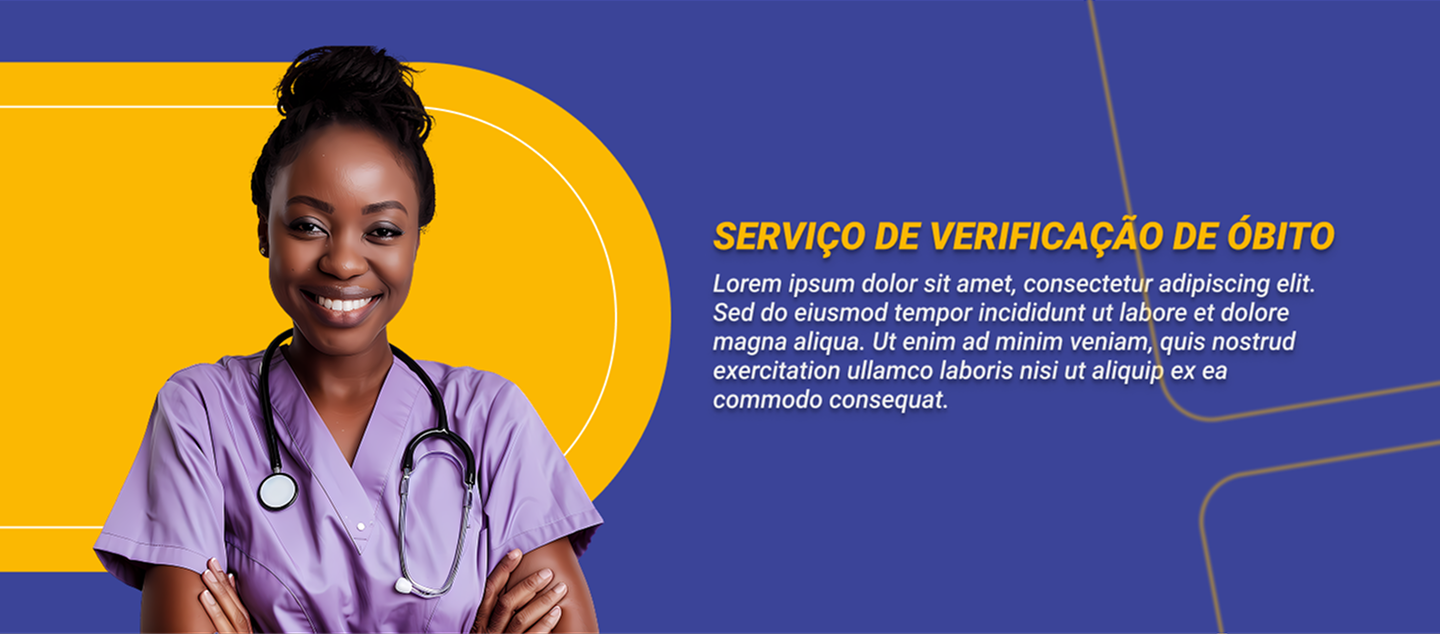 SERVIÇO DE VERIFICAÇÃO DE ÓBITO
Lorem ipsum dolor sit amet, consectetur adipiscing elit.
Sed do eiusmod tempor incididunt ut labore et dolore
magna aliqua. Ut enim ad minim veniam, quis nostrud
exercitation ullamco laboris nisi ut aliquip ex ea
commodo consequat.